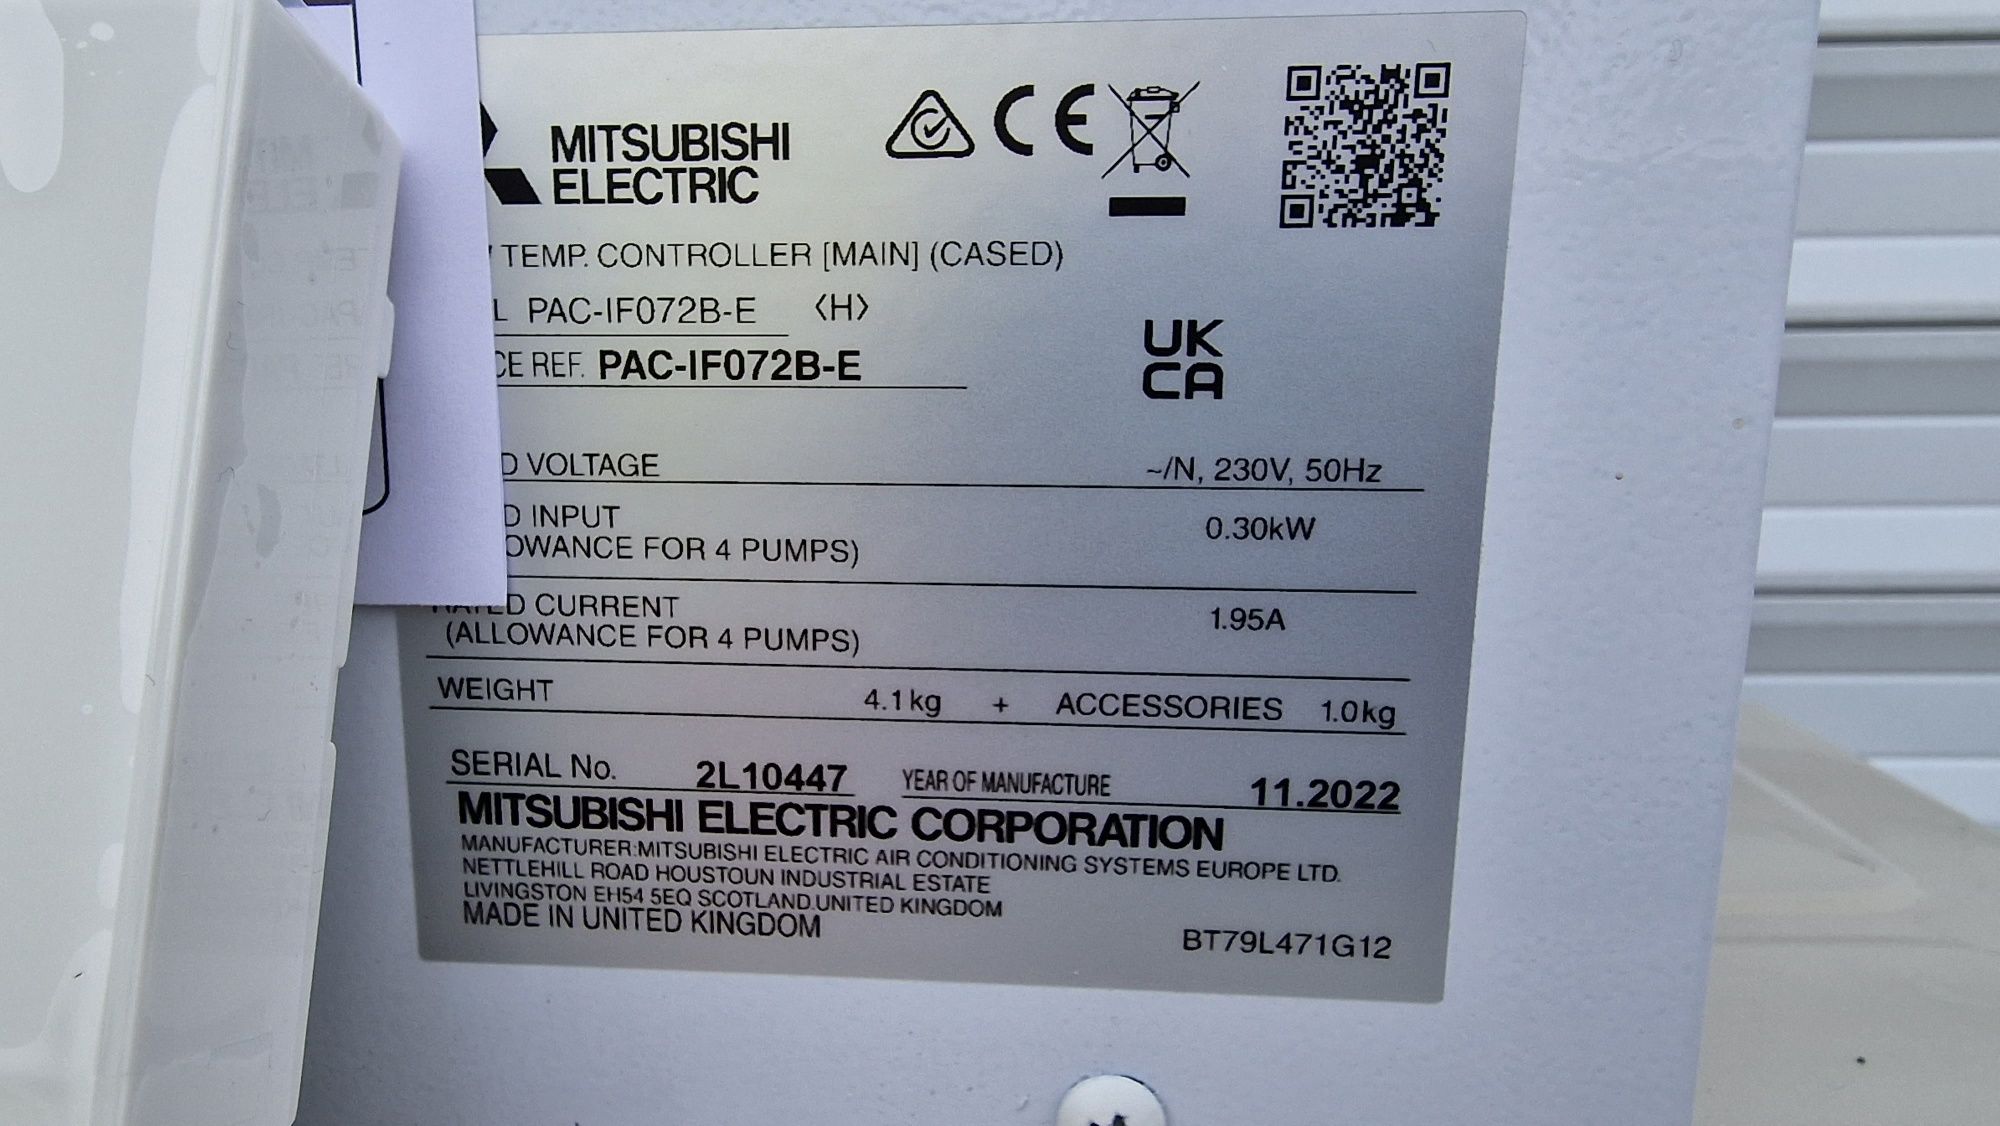 MITSUBISHI
ELECTRIC
TEMP. CONTROLLER [MAIN] (CASED)
L PAC-IF072B-E 〈H〉
CE REF. PAC-IF072B-E
UK
CA
D VOLTAGE ~/N, 230V, 50Hz
D INPUT 0.30kW
OWANCE FOR 4 PUMPS)
RATED CURRENT 1.95A
(ALLOWANCE FOR 4 PUMPS)
WEIGHT 4.1kg + ACCESSORIES 1.0kg
SERIAL No. 2L10447 YEAR OF MANUFACTURE 11.2022
MITSUBISHI ELECTRIC CORPORATION
MANUFACTURER:MITSUBISHI ELECTRIC AIR CONDITIONING SYSTEMS EUROPE LTD.
NETTLEHILL ROAD HOUSTOUN INDUSTRIAL ESTATE
LIVINGSTON EH54 5EQ SCOTLAND.UNITED KINGDOM
MADE IN UNITED KINGDOM
BT79L471G12